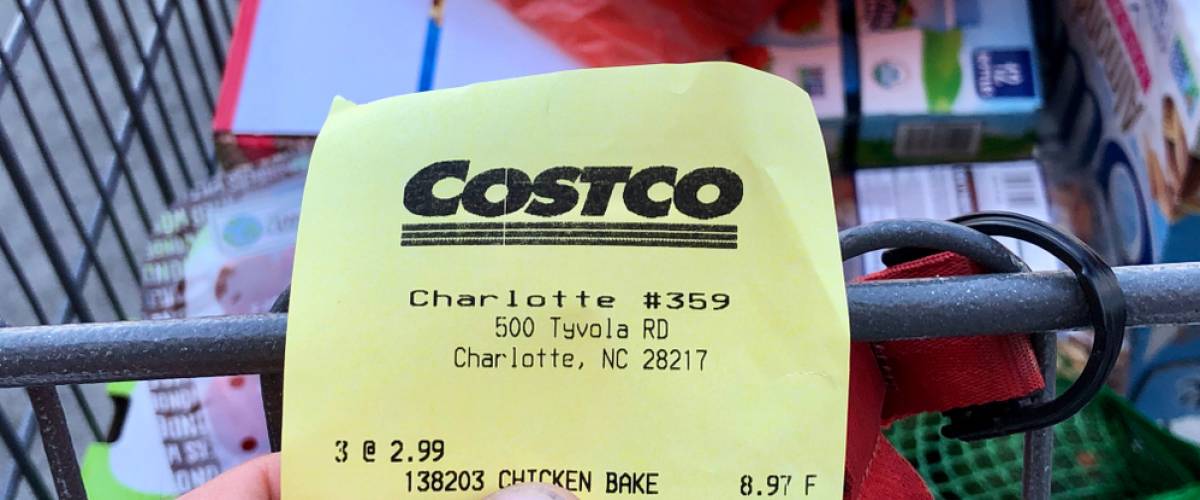 COSTCO
Charlotte #359
500 Tyvola RD
Charlotte, NC 28217
3 @ 2.99
138203 CHICKEN BAKE 8.97 F